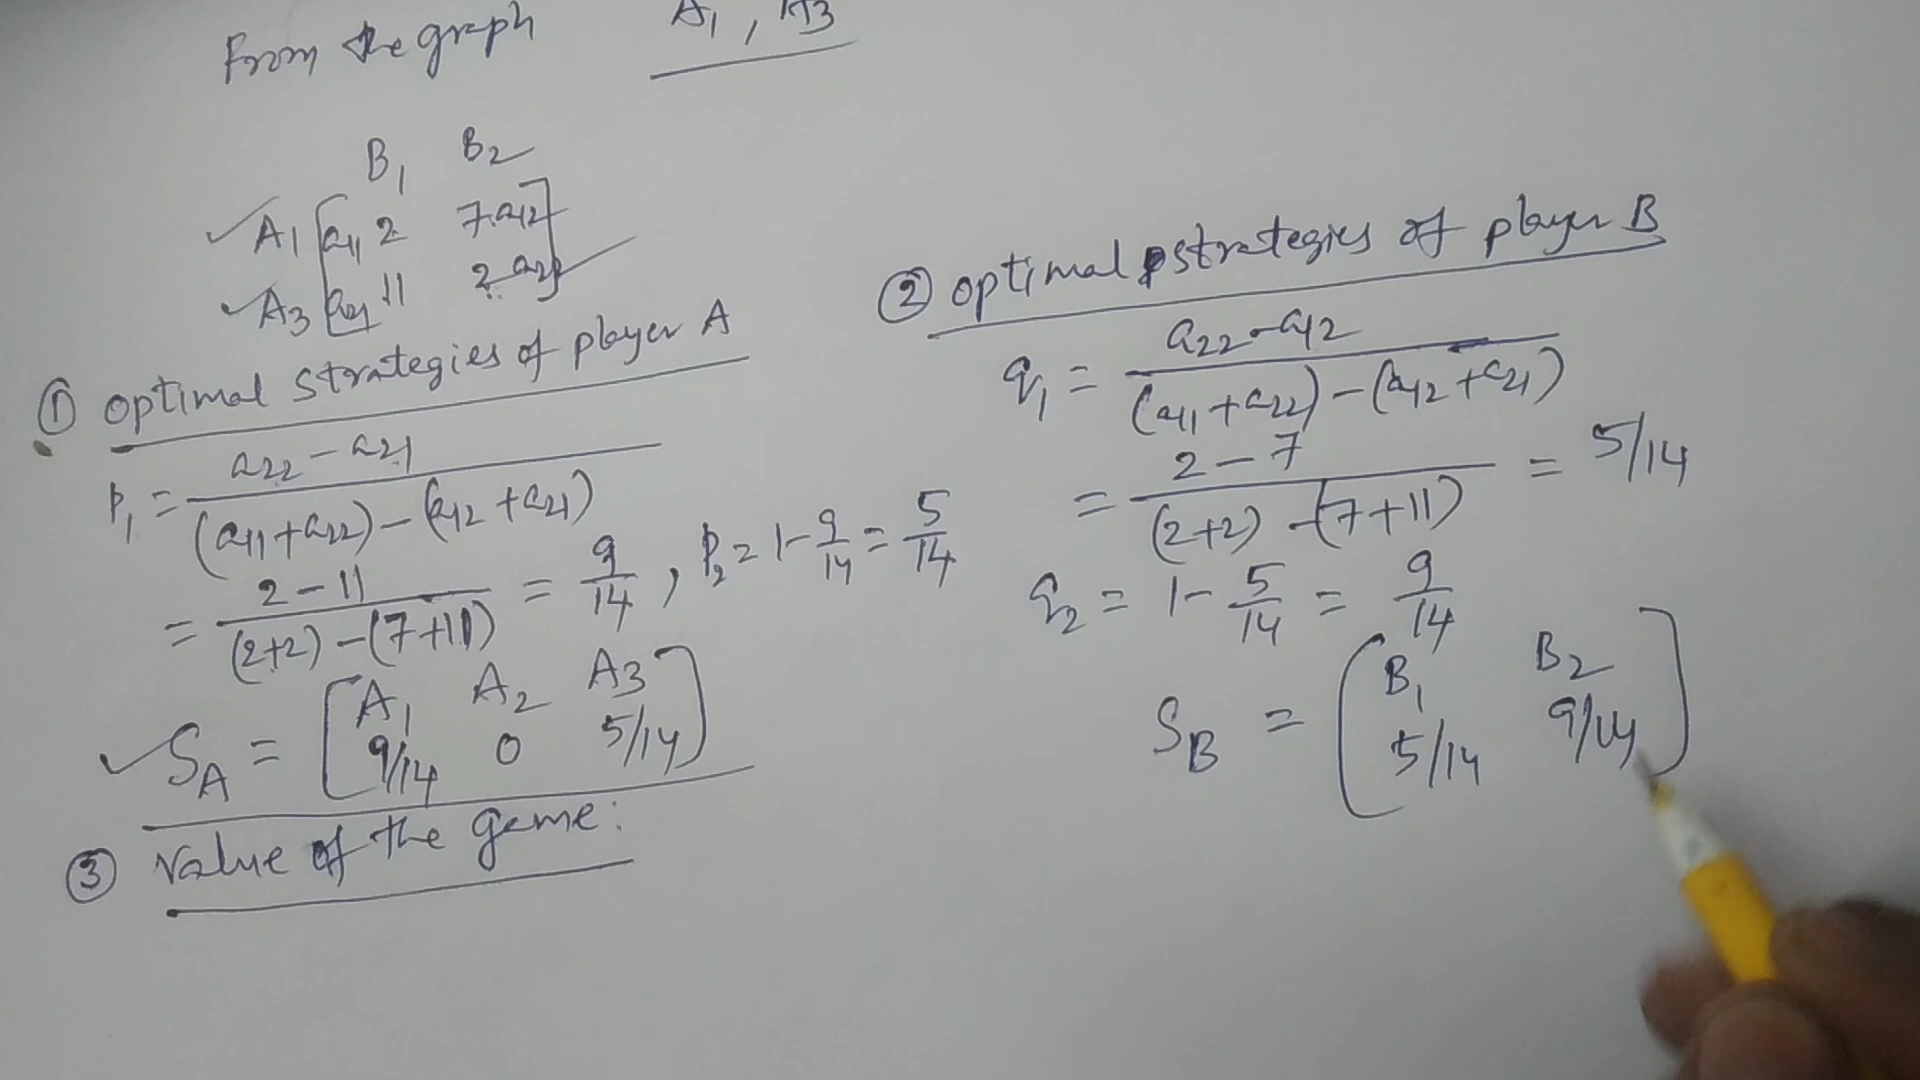 From the graph A1, A3
B1 B2
A1 [a11 2 7 a12]
A3 [a21 11 2 a22]
① optimal strategies of player A
P1 = a22 - a21 / (a11 + a22) - (a12 + a21)
= 2 - 11 / (2+2) - (7+11) = 9/14, P2 = 1 - 9/14 = 5/14
SA = [A1 A2 A3
9/14 0 5/14]
② optimal strategies of player B
q1 = a22 - a12 / (a11 + a22) - (a12 + a21)
= 2 - 7 / (2+2) - (7+11) = 5/14
q2 = 1 - 5/14 = 9/14
SB = [B1 B2
5/14 9/14]
③ Value of the game: